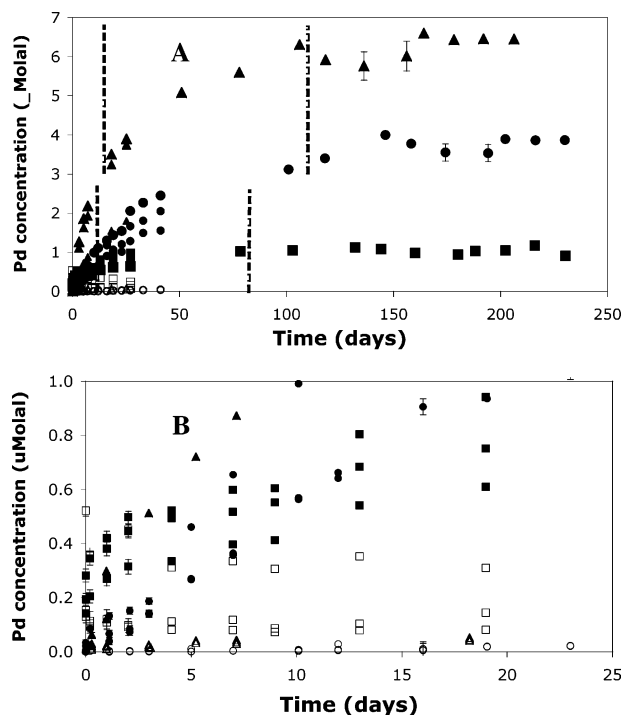 Pd concentration (_Molal)
7
6
5
4
3
2
1
0
A
0 50 100 150 200 250
Time (days)
Pd concentration (uMolal)
1.0
0.8
0.6
0.4
0.2
0.0
B
0 5 10 15 20 25
Time (days)